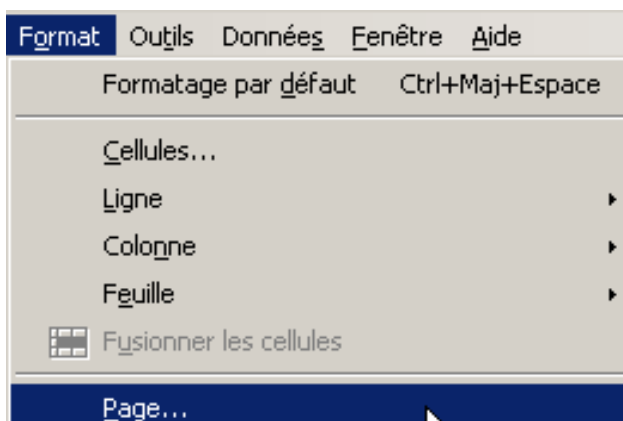 Format Outils Données Fenêtre Aide
Formatage par défaut Ctrl+Maj+Espace
Cellules...
Ligne
Colonne
Feuille
Fusionner les cellules
Page...